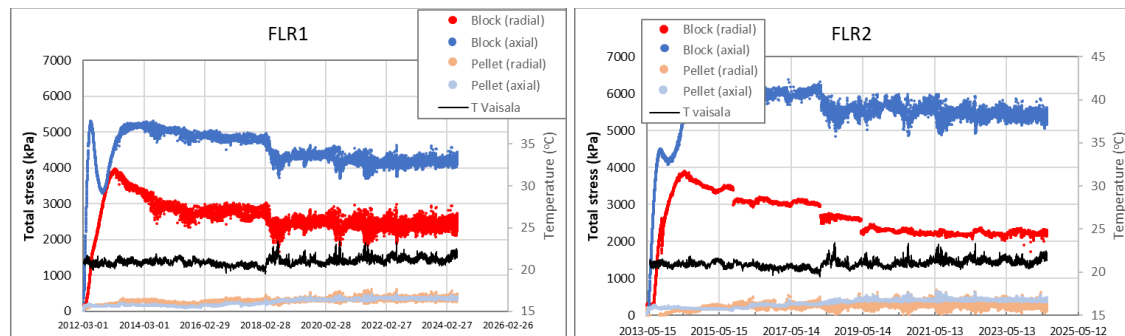 FLR1
Block (radial)
Block (axial)
Pellet (radial)
Pellet (axial)
T Vaisala
Total stress (kPa)
7000
6000
5000
4000
3000
2000
1000
0
33
30
28
25
23
20
18
15
Temperature (°C)
2012-03-01 2014-03-01 2016-02-29 2018-02-28 2020-02-28 2022-02-27 2024-02-27 2026-02-26
FLR2
Block (radial)
Block (axial)
Pellet (radial)
Pellet (axial)
T Vaisala
Total stress (kPa)
7000
6000
5000
4000
3000
2000
1000
0
45
40
35
30
25
20
15
Temperature (°C)
2013-05-15 2015-05-15 2017-05-14 2019-05-14 2021-05-13 2023-05-13 2025-05-12